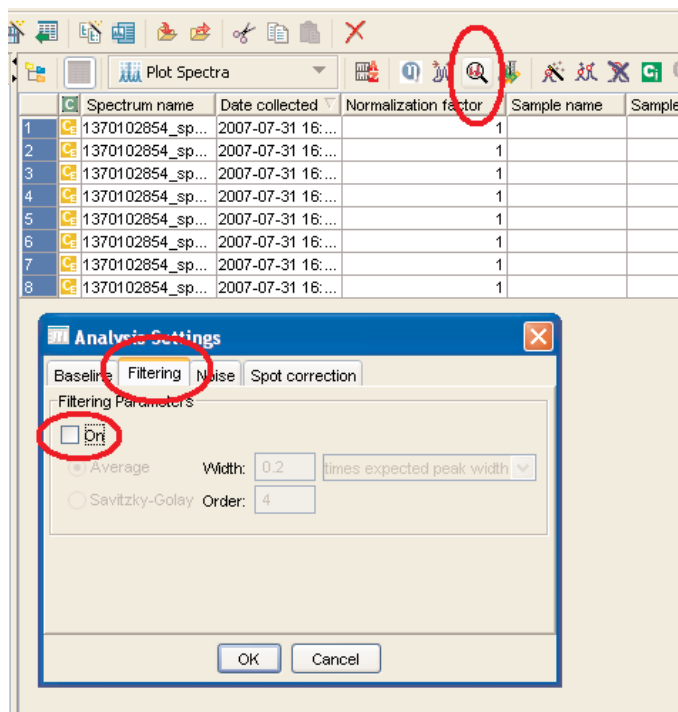 Plot Spectra
Spectrum name Date collected Normalization factor Sample name Sample
1 1370102854_sp... 2007-07-31 16:... 1
2 1370102854_sp... 2007-07-31 16:... 1
3 1370102854_sp... 2007-07-31 16:... 1
4 1370102854_sp... 2007-07-31 16:... 1
5 1370102854_sp... 2007-07-31 16:... 1
6 1370102854_sp... 2007-07-31 16:... 1
7 1370102854_sp... 2007-07-31 16:... 1
8 1370102854_sp... 2007-07-31 16:... 1
Analysis Settings
Baseline Filtering Noise Spot correction
Filtering Parameters
On
Average Width: 0.2 times expected peak width
Savitzky-Golay Order: 4
OK Cancel